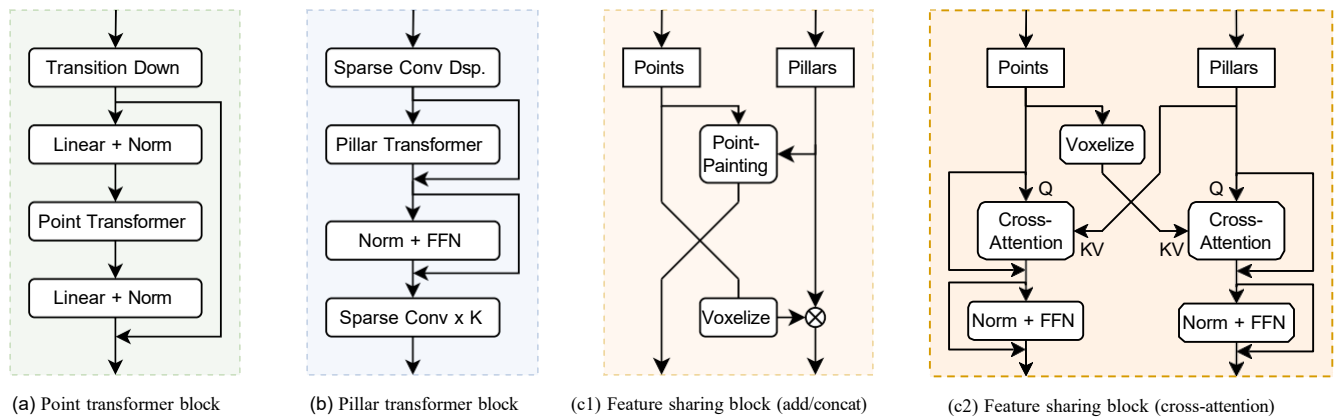 Transition Down
Linear + Norm
Point Transformer
Linear + Norm
(a) Point transformer block
Sparse Conv Dsp.
Pillar Transformer
Norm + FFN
Sparse Conv x K
(b) Pillar transformer block
Points
Pillars
Point-
Painting
Voxelize
(c1) Feature sharing block (add/concat)
Points
Pillars
Voxelize
Q
Q
Cross-
Attention
KV
KV
Cross-
Attention
Norm + FFN
Norm + FFN
(c2) Feature sharing block (cross-attention)